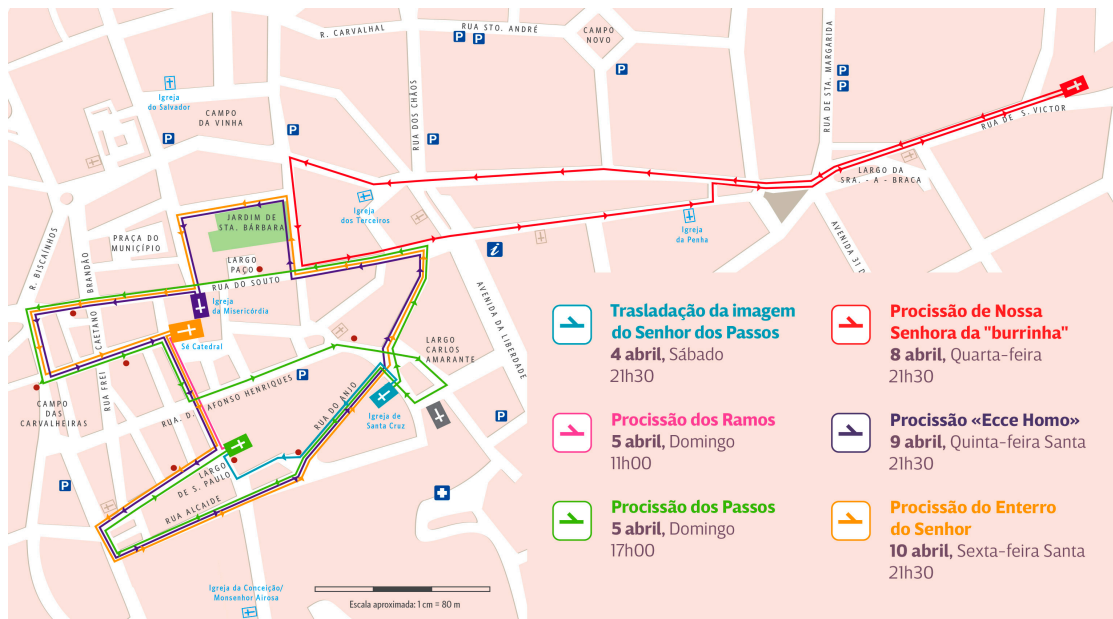 R. CARVALHAL
RUA STO. ANDRÉ
CAMPO
NOVO
P
P
P
P
P
RUA DE STA. MARGARIDA
Igreja
do Salvador
CAMPO
DA VINHA
P
P
P
RUA DOS CHÃOS
RUA DE S. VICTOR
LARGO DA
SRA. - A - BRACA
Igreja
dos Terceiros
Igreja
da Penha
JARDIM DE
STA. BÁRBARA
PRAÇA DO
MUNICÍPIO
R. BISCAÍNHOS
LARGO
PAÇO
RUA DO SOUTO
i
AVENIDA 31 D
Igreja
da Misericórdia
AVENIDA DA LIBERDADE
RUA FREI CAETANO BRANDÃO
Sé Catedral
LARGO
CARLOS
AMARANTE
P
RUA. D. AFONSO HENRIQUES
RUA DO ANJO
CAMPO
DAS
CARVALHEIRAS
Igreja de
Santa Cruz
P
LARGO
DE S. PAULO
P
RUA ALCAIDE
Igreja da Conceição/
Monsenhor Airosa
Escala aproximada: 1 cm = 80 m
Trasladação da imagem
do Senhor dos Passos
4 abril, Sábado
21h30
Procissão de Nossa
Senhora da "burrinha"
8 abril, Quarta-feira
21h30
Procissão dos Ramos
5 abril, Domingo
11h00
Procissão «Ecce Homo»
9 abril, Quinta-feira Santa
21h30
Procissão dos Passos
5 abril, Domingo
17h00
Procissão do Enterro
do Senhor
10 abril, Sexta-feira Santa
21h30